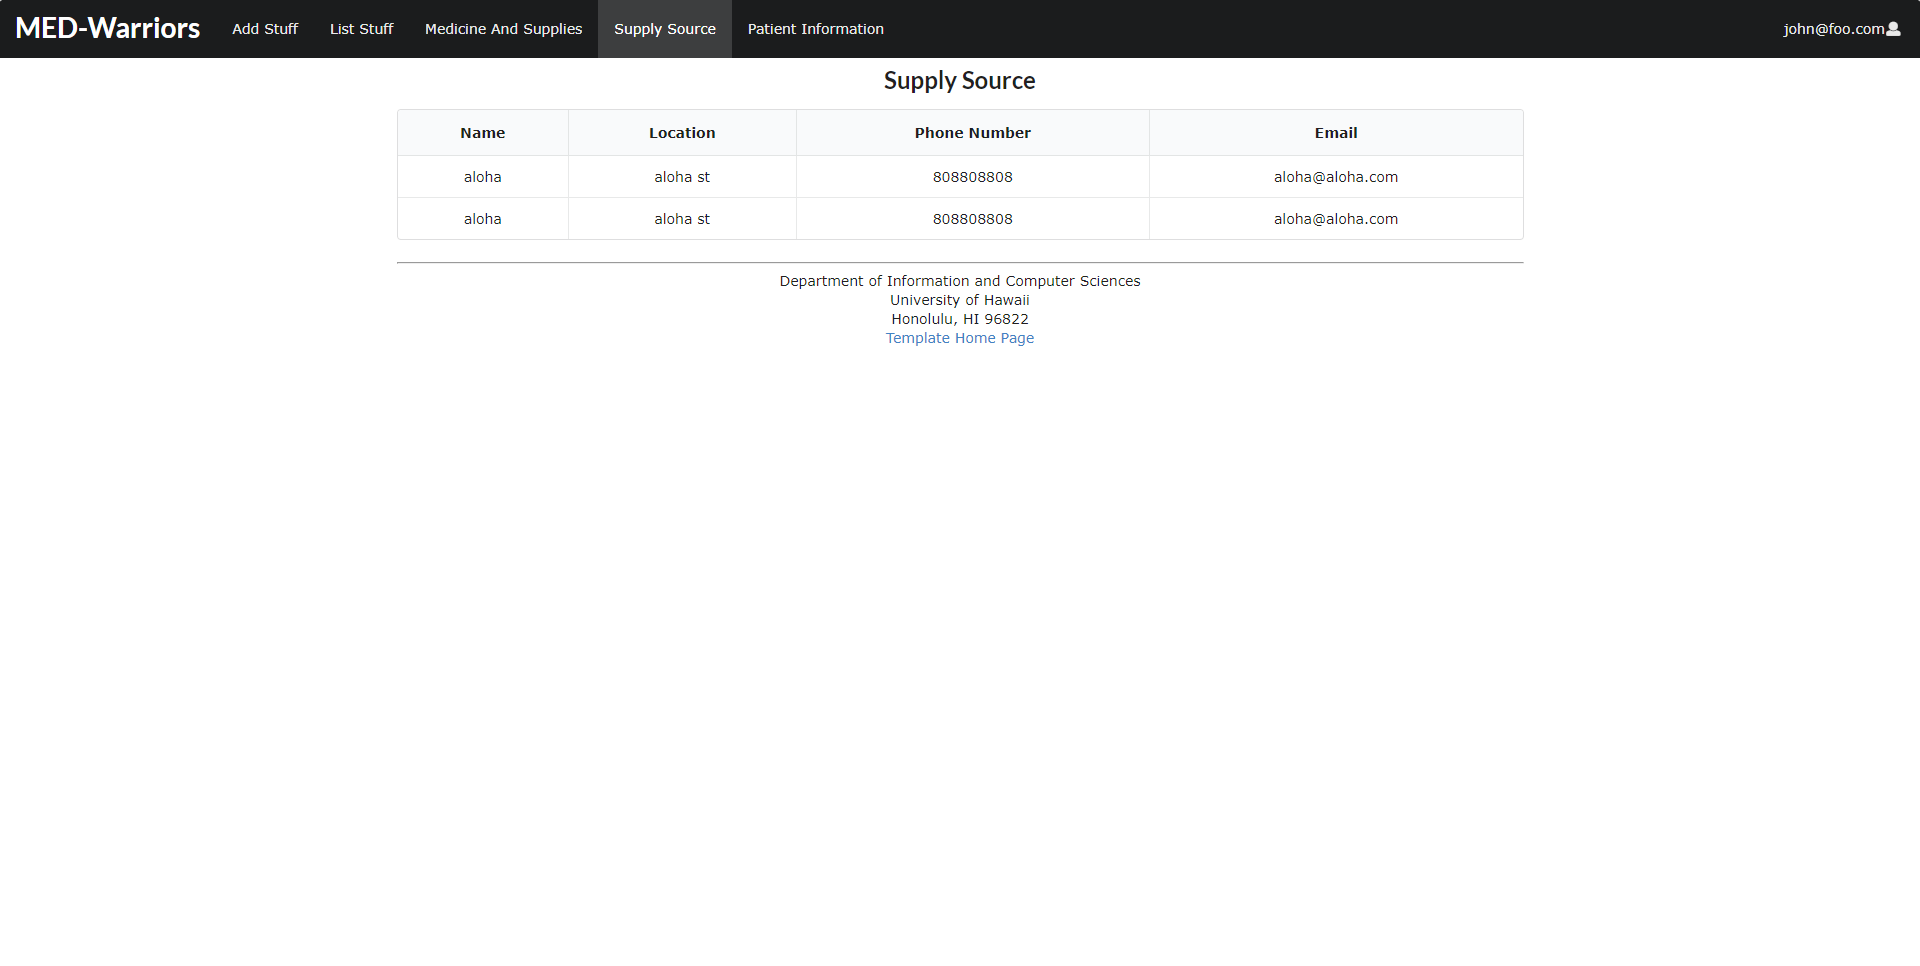 MED-Warriors Add Stuff List Stuff Medicine And Supplies Supply Source Patient Information john@foo.com
Supply Source
Name Location Phone Number Email
aloha aloha st 808808808 aloha@aloha.com
aloha aloha st 808808808 aloha@aloha.com
Department of Information and Computer Sciences
University of Hawaii
Honolulu, HI 96822
Template Home Page